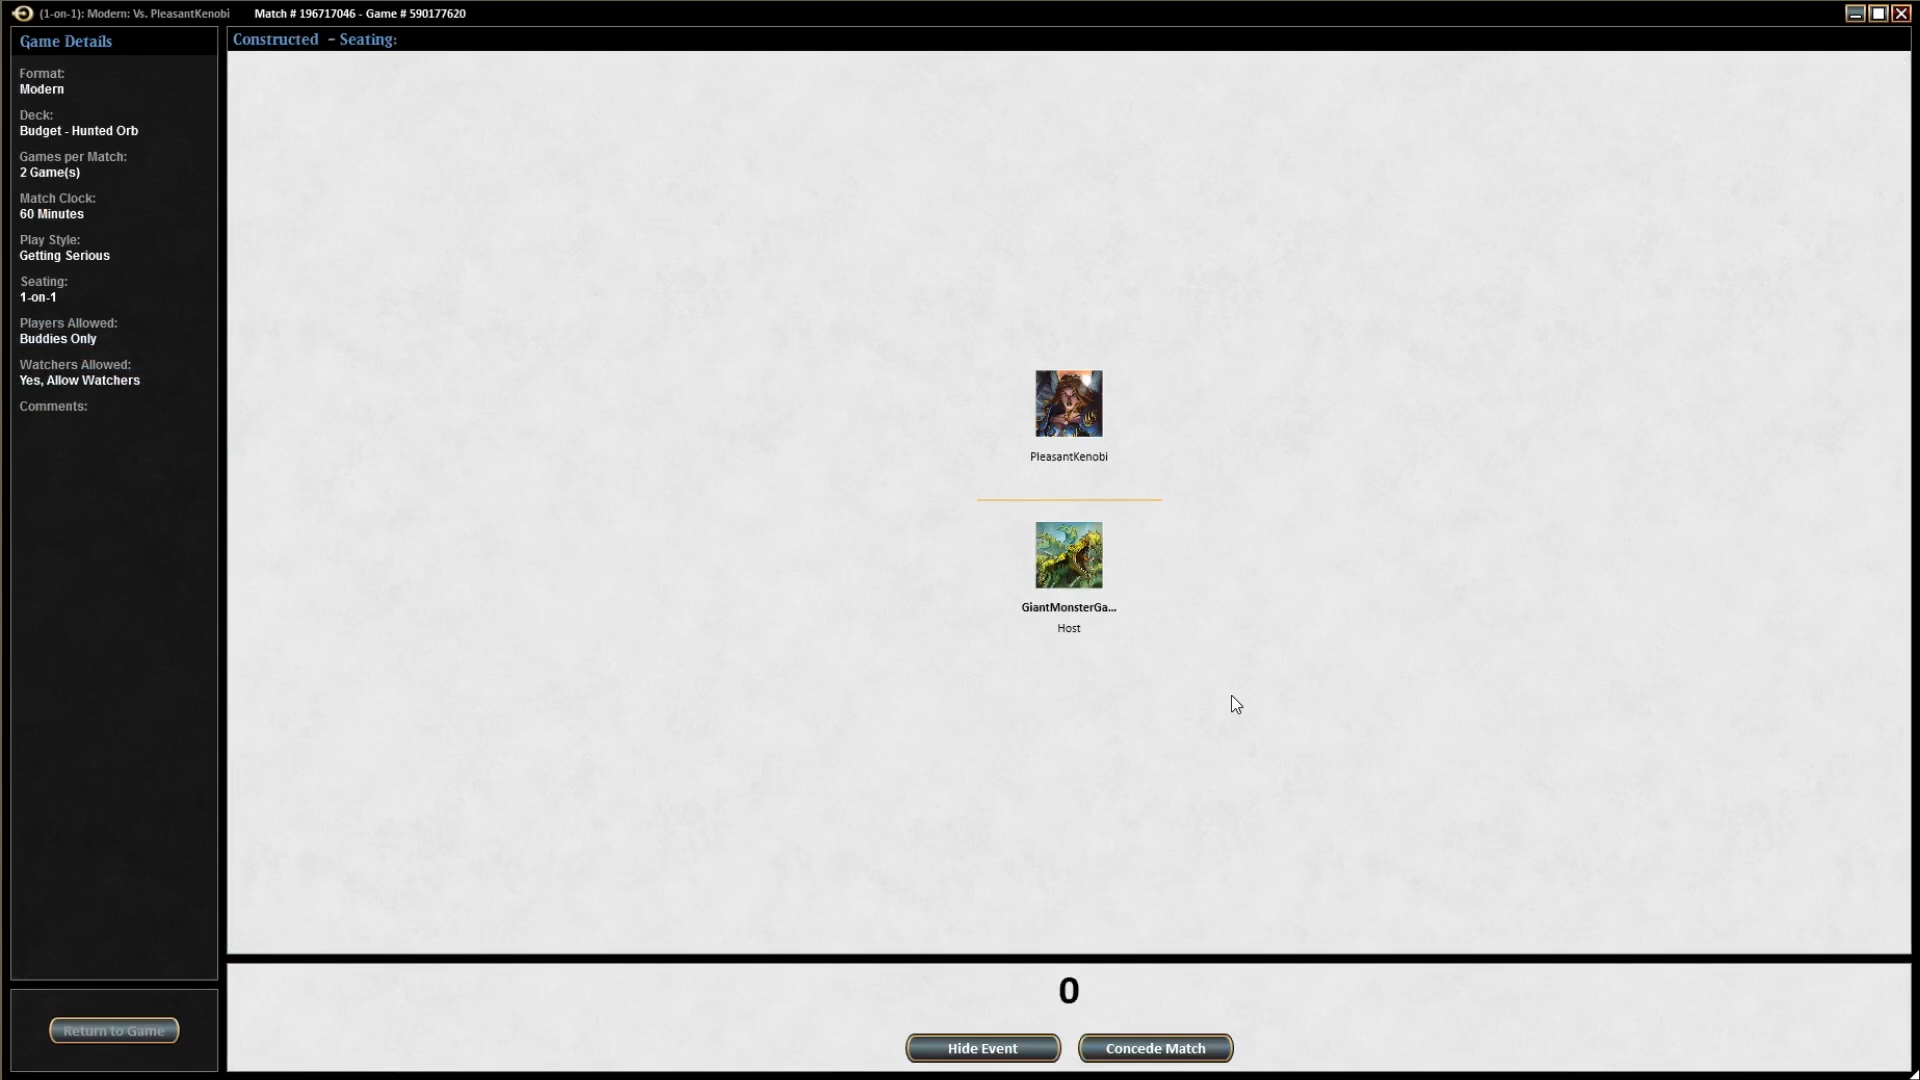 (1-on-1): Modern: Vs. PleasantKenobi Match # 196717046 - Game # 590177620
Game Details
Format:
Modern
Deck:
Budget - Hunted Orb
Games per Match:
2 Game(s)
Match Clock:
60 Minutes
Play Style:
Getting Serious
Seating:
1-on-1
Players Allowed:
Buddies Only
Watchers Allowed:
Yes, Allow Watchers
Comments:
Return to Game
Constructed - Seating:
PleasantKenobi
GiantMonsterGa...
Host
0
Hide Event Concede Match